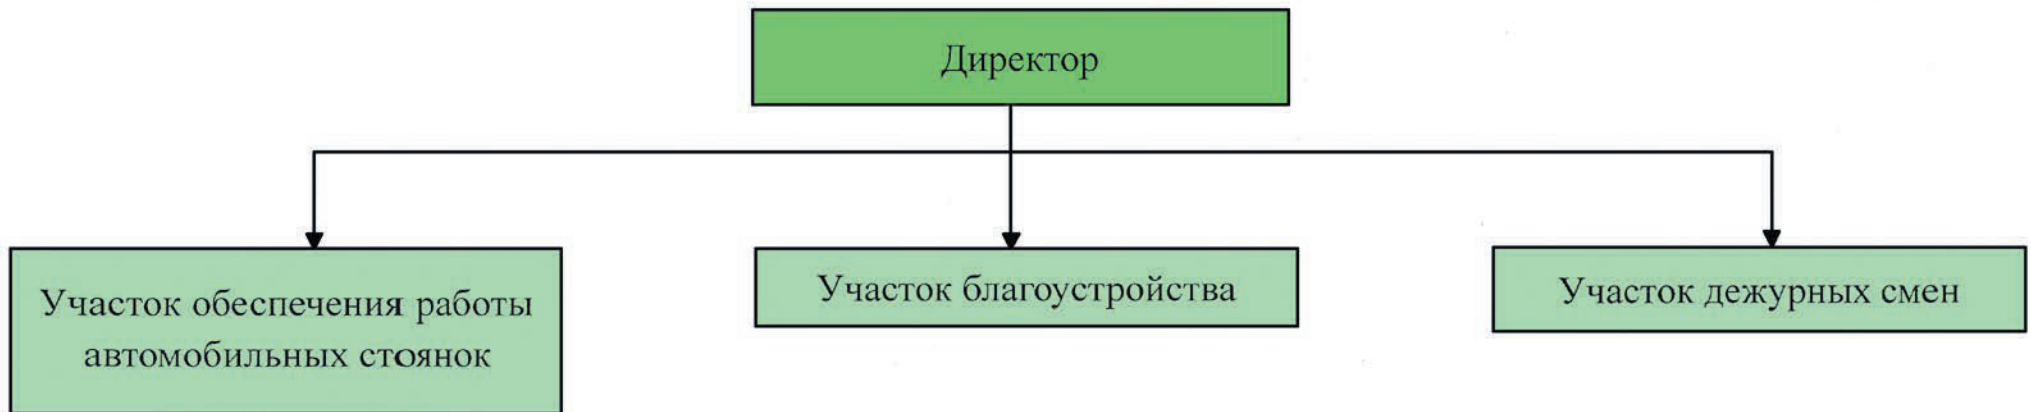 Директор
Участок обеспечения работы
автомобильных стоянок
Участок благоустройства
Участок дежурных смен